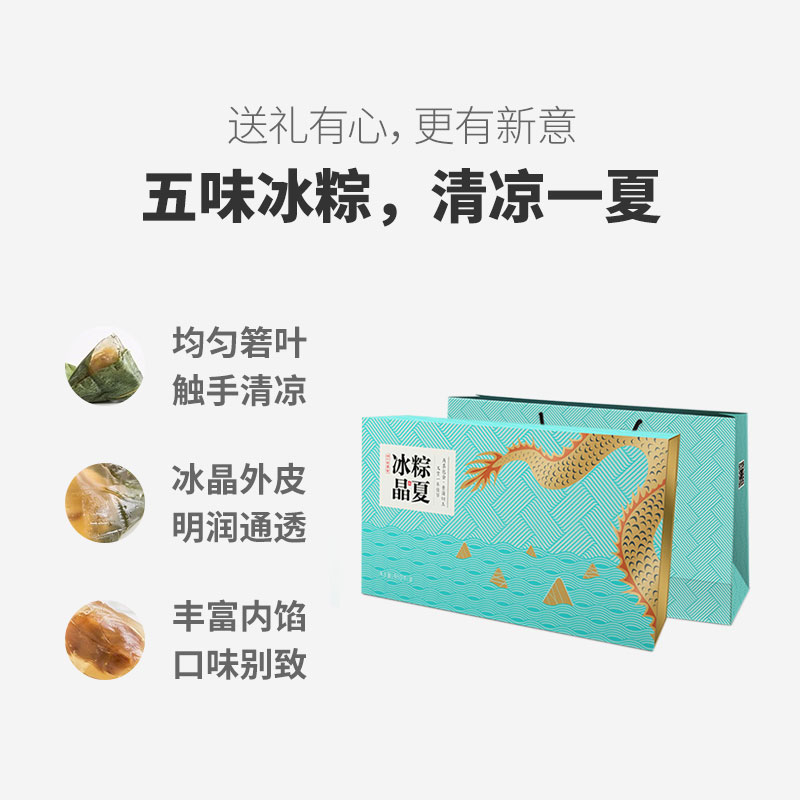 送礼有心，更有新意
五味冰粽，清凉一夏
均匀箬叶
触手清凉
冰晶外皮
明润通透
丰富内馅
口味别致
冰粽
晶夏